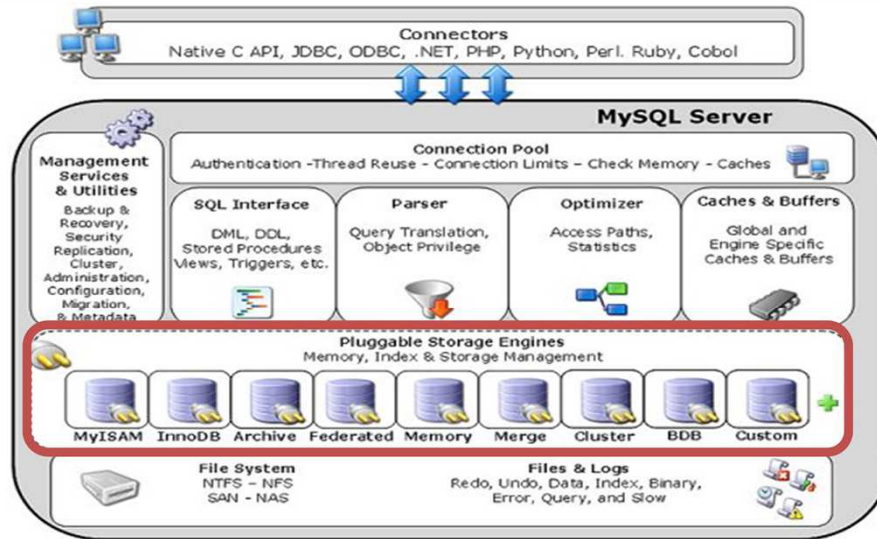 Connectors
Native C API, JDBC, ODBC, .NET, PHP, Python, Perl. Ruby, Cobol
MySQL Server
Management
Services
& Utilities
Backup &
Recovery,
Security
Replication,
Cluster,
Administration,
Configuration,
Migration,
& Metadata
Connection Pool
Authentication -Thread Reuse - Connection Limits – Check Memory - Caches
SQL Interface
DML, DDL,
Stored Procedures
Views, Triggers, etc.
Parser
Query Translation,
Object Privilege
Optimizer
Access Paths,
Statistics
Caches & Buffers
Global and
Engine Specific
Caches & Buffers
Pluggable Storage Engines
Memory, Index & Storage Management
MyISAM InnoDB Archive Federated Memory Merge Cluster BDB Custom
File System
NTFS – NFS
SAN - NAS
Files & Logs
Redo, Undo, Data, Index, Binary,
Error, Query, and Slow